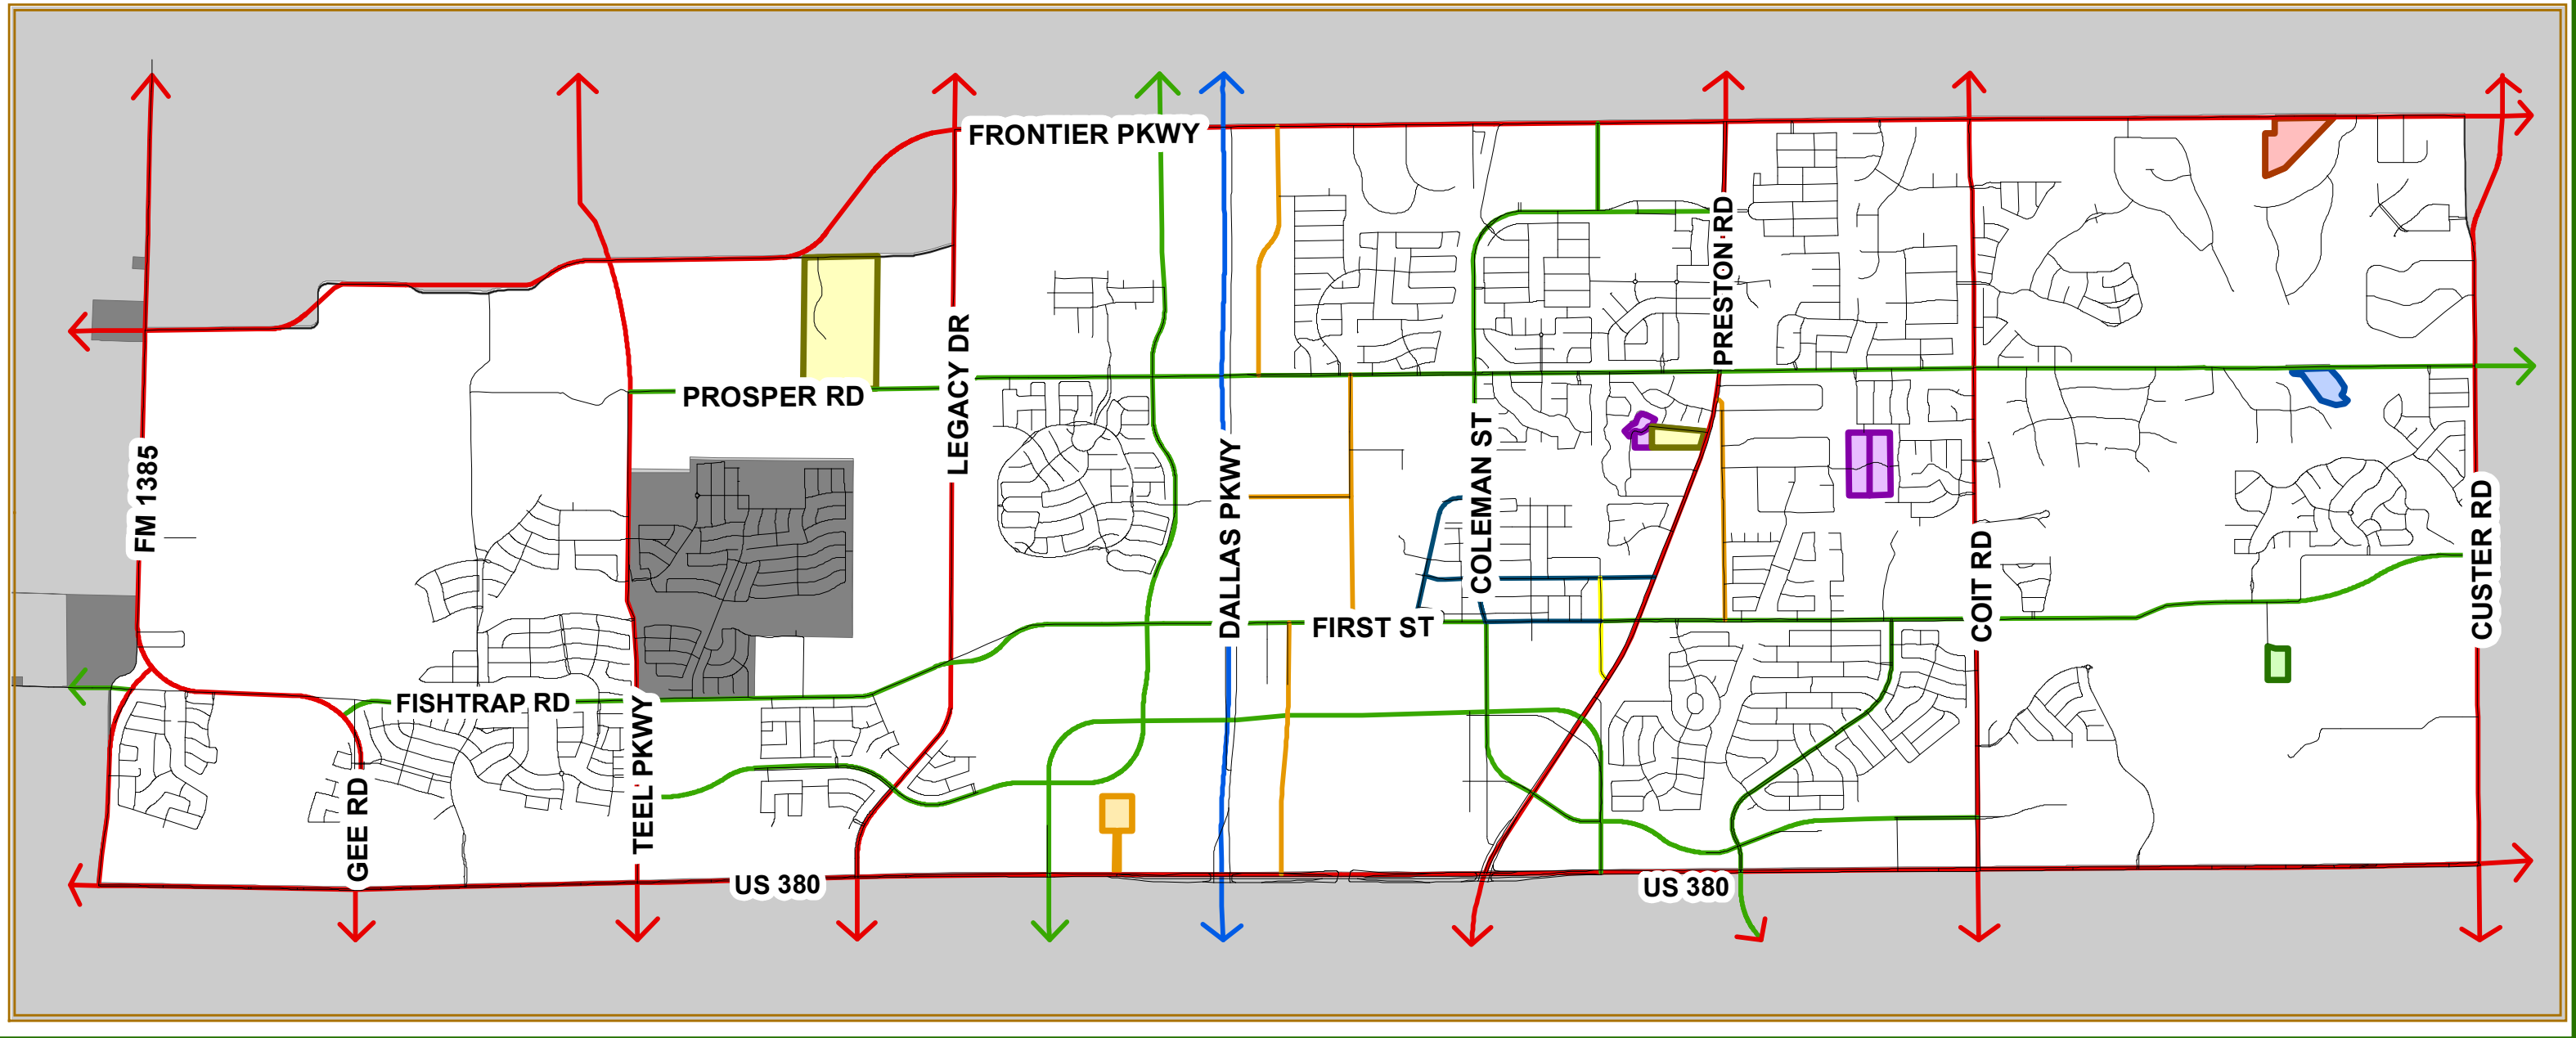 FRONTIER PKWY
PRESTON RD
LEGACY DR
PROSPER RD
FM 1385
DALLAS PKWY
COLEMAN ST
COIT RD
CUSTER RD
FIRST ST
FISHTRAP RD
TEEL PKWY
GEE RD
US 380
US 380